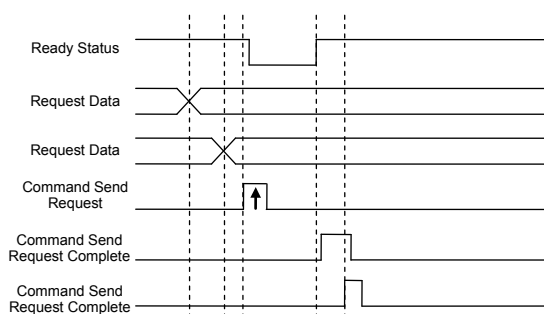 Ready Status
Request Data
Request Data
Command Send
Request
Command Send
Request Complete
Command Send
Request Complete